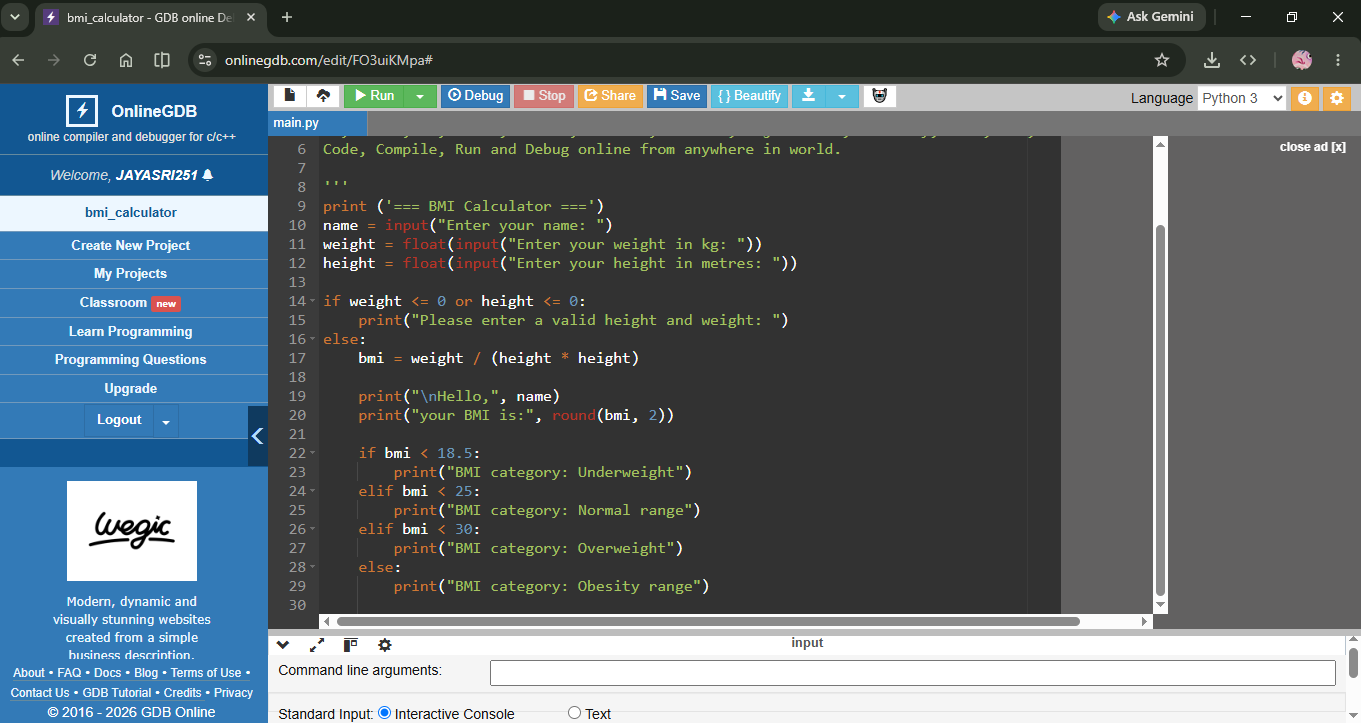 bmi_calculator - GDB online De
Ask Gemini
onlinegdb.com/edit/FO3uiKMpa#
OnlineGDB
online compiler and debugger for c/c++
Welcome, JAYASRI251
bmi_calculator
Create New Project
My Projects
Classroom new
Learn Programming
Programming Questions
Upgrade
Logout
wegic
Modern, dynamic and
visually stunning websites
created from a simple
business description.
About • FAQ • Docs • Blog • Terms of Use •
Contact Us • GDB Tutorial • Credits • Privacy
© 2016 - 2026 GDB Online
Run Debug Stop Share Save { } Beautify
Language Python 3
main.py
close ad [x]
6 Code, Compile, Run and Debug online from anywhere in world.
7
8 '''
9 print ('=== BMI Calculator ===')
10 name = input("Enter your name: ")
11 weight = float(input("Enter your weight in kg: "))
12 height = float(input("Enter your height in metres: "))
13
14 if weight <= 0 or height <= 0:
15     print("Please enter a valid height and weight: ")
16 else:
17     bmi = weight / (height * height)
18
19     print("\nHello,", name)
20     print("your BMI is:", round(bmi, 2))
21
22     if bmi < 18.5:
23         print("BMI category: Underweight")
24     elif bmi < 25:
25         print("BMI category: Normal range")
26     elif bmi < 30:
27         print("BMI category: Overweight")
28     else:
29         print("BMI category: Obesity range")
30
input
Command line arguments:
Standard Input: Interactive Console Text